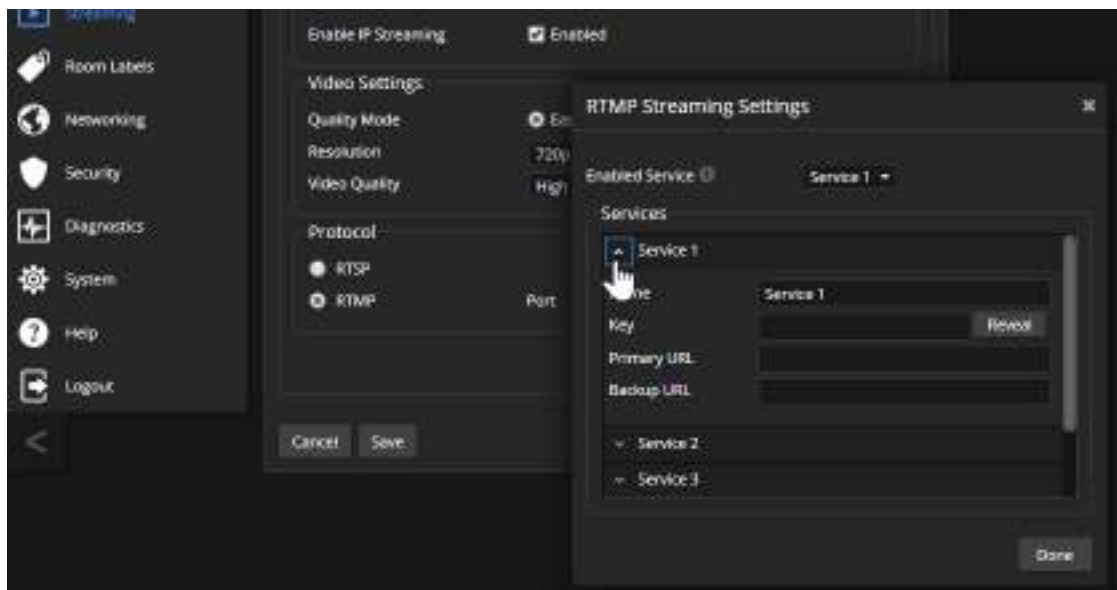 Streaming
Room Labels
Networking
Security
Diagnostics
System
Help
Logout
Enable IP Streaming
Enabled
Video Settings
Quality Mode
Resolution
720p
Video Quality
High
Protocol
RTSP
RTMP
Port
Cancel
Save
RTMP Streaming Settings
Enabled Service
Service 1
Services
Service 1
Service 1
Key
Reveal
Primary URL
Backup URL
Service 2
Service 3
Done